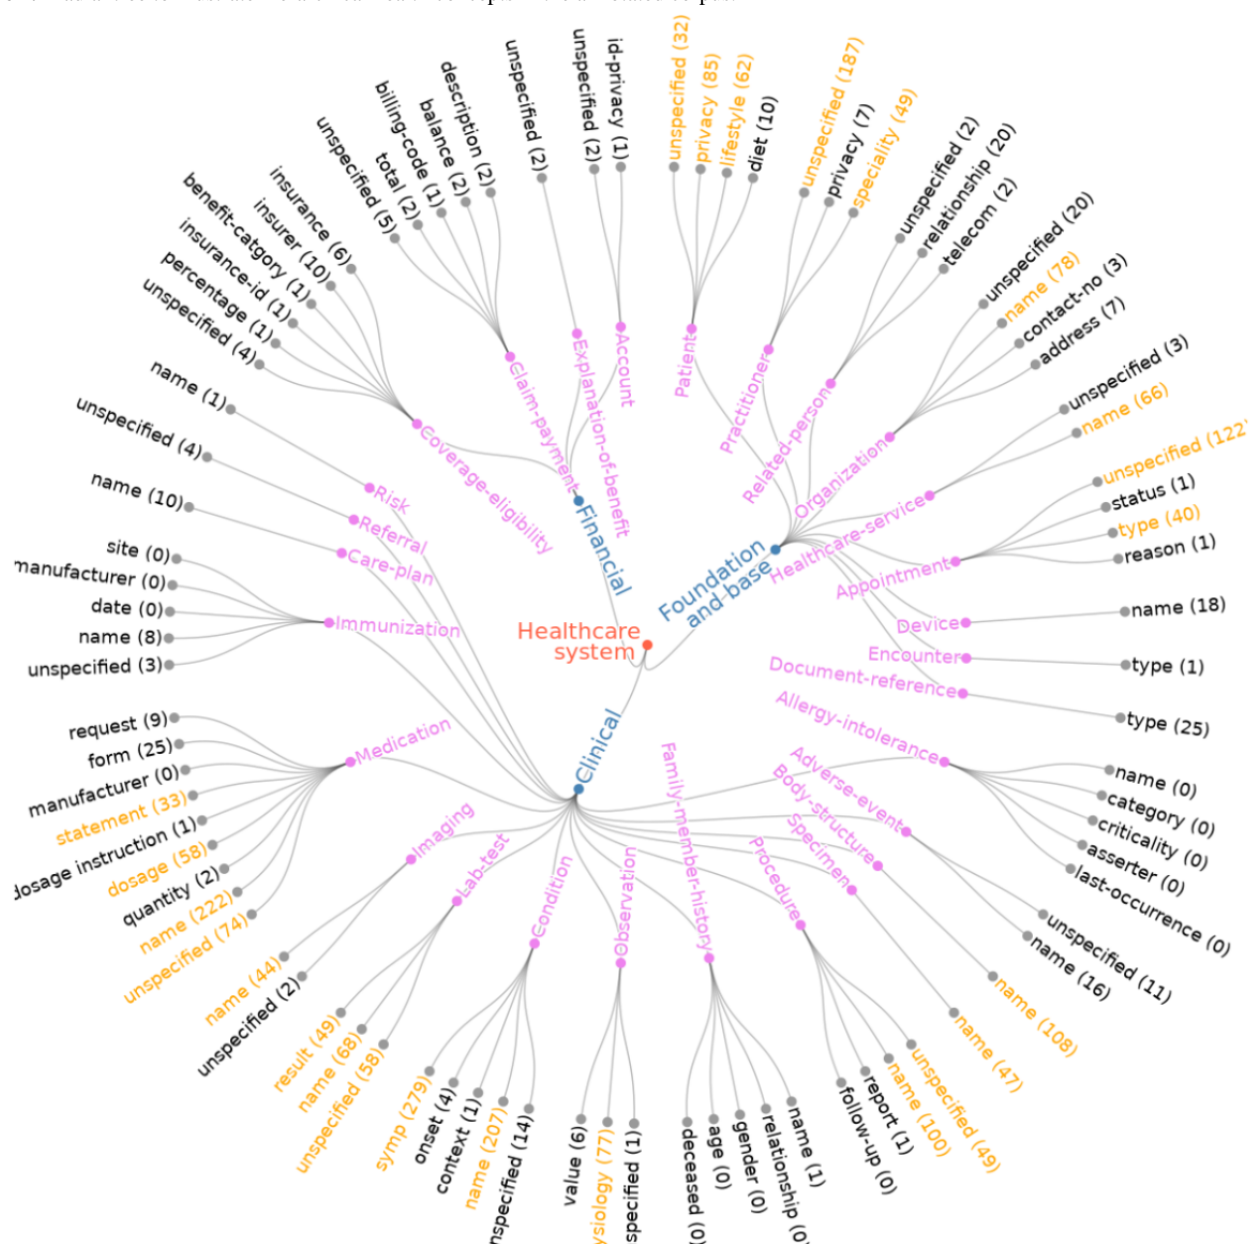 Healthcare
system
Financial
Foundation
and base
Clinical
Account
id-privacy (1)
unspecified (2)
Explanation-of-benefit
unspecified (2)
Claim-payment
description (2)
balance (2)
billing-code (1)
total (2)
unspecified (5)
Coverage-eligibility
insurance (6)
insurer (10)
benefit-catgory (1)
insurance-id (1)
percentage (1)
unspecified (4)
Risk
name (1)
Referral
unspecified (4)
Care-plan
name (10)
Immunization
site (0)
manufacturer (0)
date (0)
name (8)
unspecified (3)
Medication
request (9)
form (25)
manufacturer (0)
statement (33)
dosage instruction (1)
dosage (58)
quantity (2)
name (222)
unspecified (74)
Imaging
name (44)
unspecified (2)
Lab-test
result (49)
name (68)
unspecified (58)
Condition
symp (279)
onset (4)
context (1)
name (207)
nspecified (14)
Observation
value (6)
ysiology (77)
specified (1)
Family-member-history
deceased (0)
age (0)
gender (0)
relationship (0)
name (1)
Procedure
follow-up (0)
report (1)
name (100)
unspecified (49)
Specimen
name (47)
Body-structure
name (108)
Adverse-event
name (16)
unspecified (11)
Allergy-intolerance
last-occurrence (0)
asserter (0)
criticality (0)
category (0)
name (0)
Document-reference
type (25)
Encounter
type (1)
Device
name (18)
Appointment
reason (1)
type (40)
status (1)
unspecified (122)
Healthcare-service
name (66)
unspecified (3)
Organization
address (7)
contact-no (3)
name (78)
unspecified (20)
Related-person
telecom (2)
relationship (20)
unspecified (2)
Practitioner
speciality (49)
privacy (7)
unspecified (187)
Patient
diet (10)
lifestyle (62)
privacy (85)
unspecified (32)